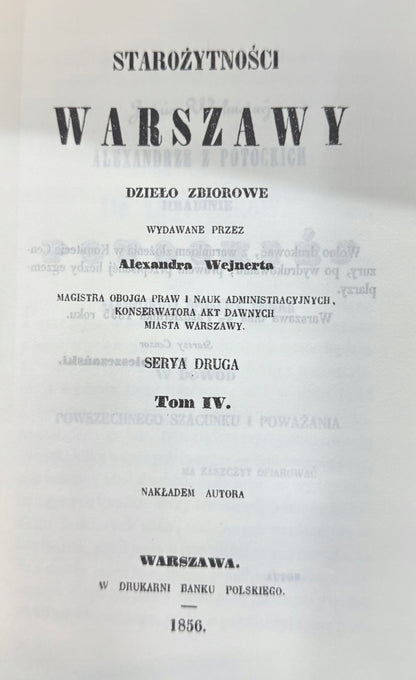 STAROŻYTNOŚCI
WARSZAWY
DZIEŁO ZBIOROWE
WYDAWANE PRZEZ
Alexandra Wejnerta
MAGISTRA OBOJGA PRAW I NAUK ADMINISTRACYJNYCH,
KONSERWATORA AKT DAWNYCH
MIASTA WARSZAWY.
SERYA DRUGA
Tom IV.
NAKŁADEM AUTORA
WARSZAWA.
W DRUKARNI BANKU POLSKIEGO.
1856.